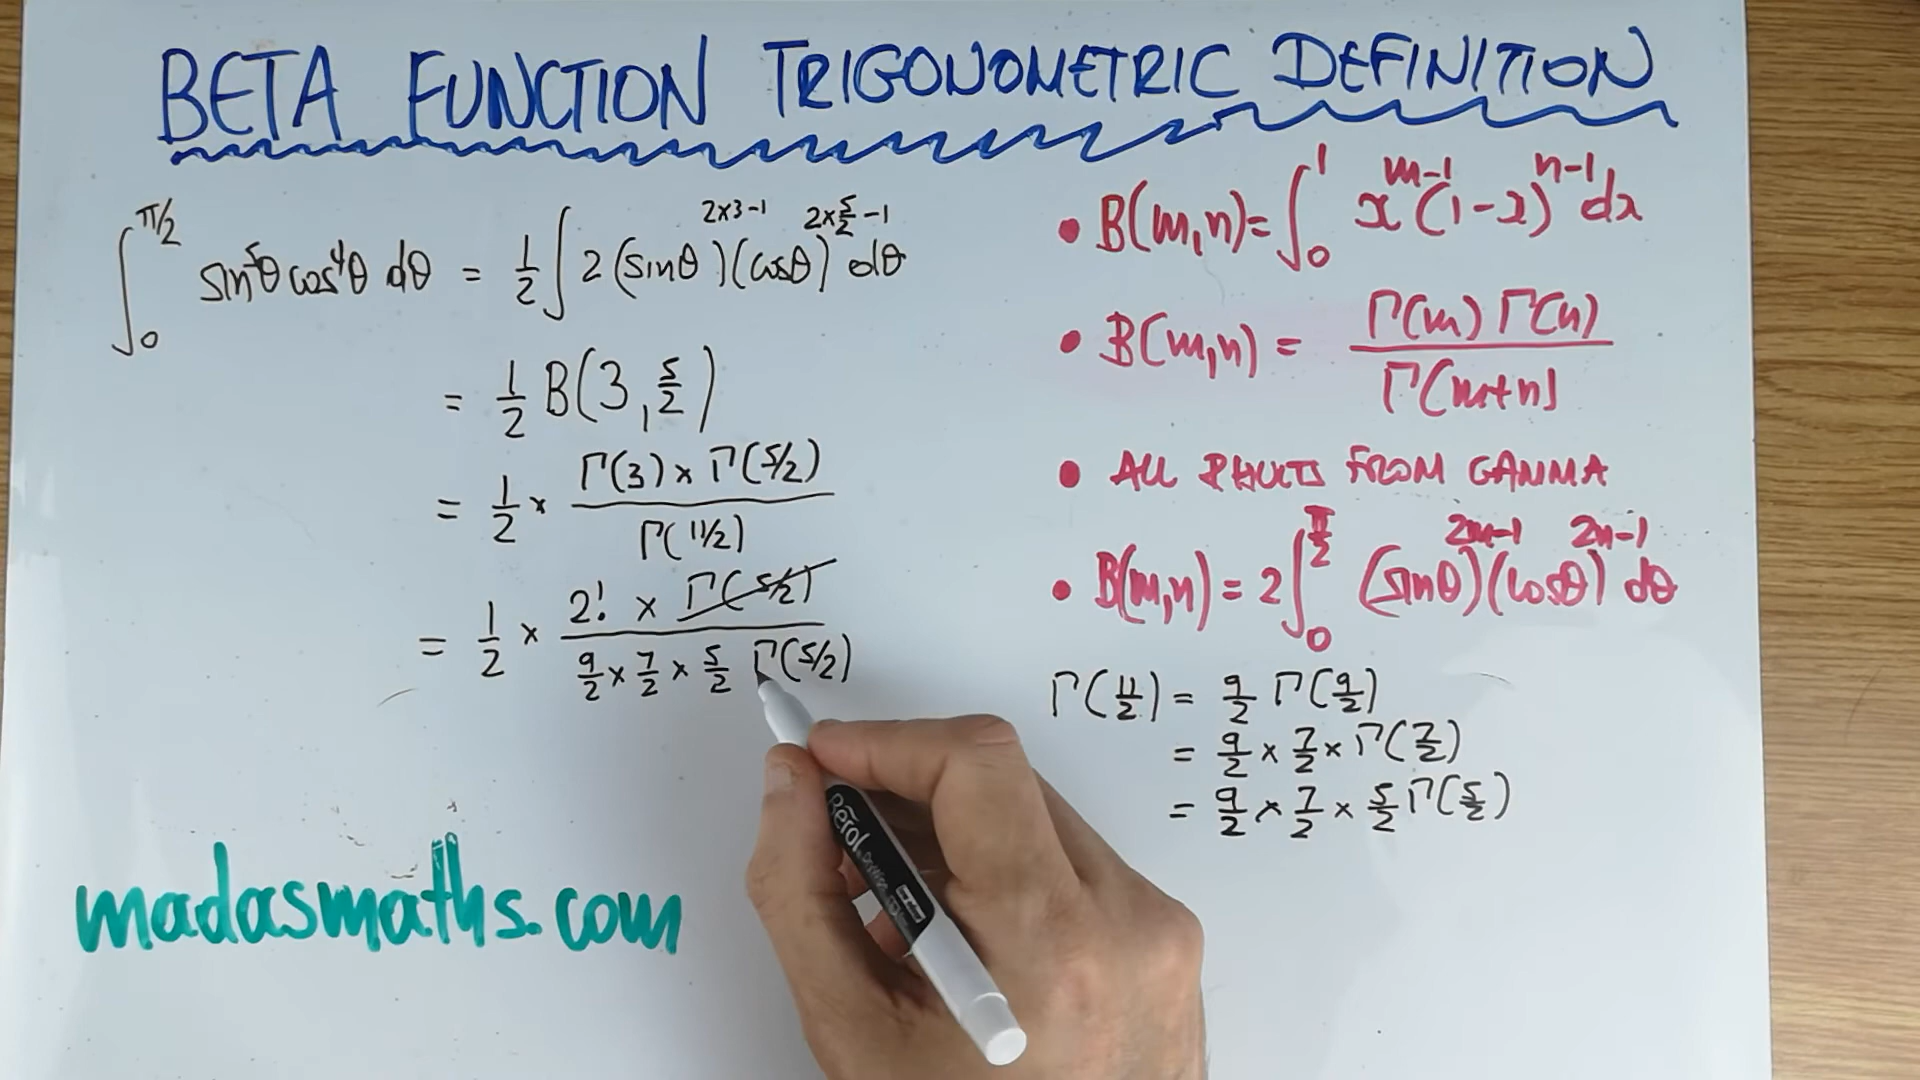 BETA FUNCTION TRIGONOMETRIC DEFINITION
∫₀^{π/2} sin⁵θ cos⁴θ dθ = 1/2 ∫ 2 (sinθ)^{2×3-1} (cosθ)^{2×5/2-1} dθ
= 1/2 B(3, 5/2)
= 1/2 × Γ(3) × Γ(5/2) / Γ(11/2)
= 1/2 × 2! × Γ(5/2) / 9/2 × 7/2 × 5/2 Γ(5/2)
madasmaths.com
• B(m,n) = ∫₀¹ x^{m-1} (1-x)^{n-1} dx
• B(m,n) = Γ(m) Γ(n) / Γ(m+n)
• ALL FROM GAMMA
• B(m,n) = 2 ∫₀^{π/2} (sinθ)^{2m-1} (cosθ)^{2n-1} dθ
Γ(11/2) = 9/2 Γ(9/2)
= 9/2 × 7/2 × Γ(7/2)
= 9/2 × 7/2 × 5/2 Γ(5/2)
Berol